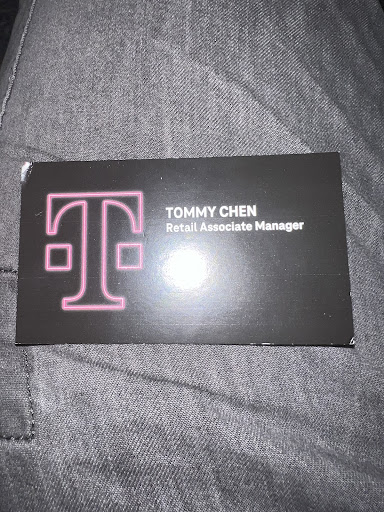 T
TOMMY CHEN
Retail Associate Manager